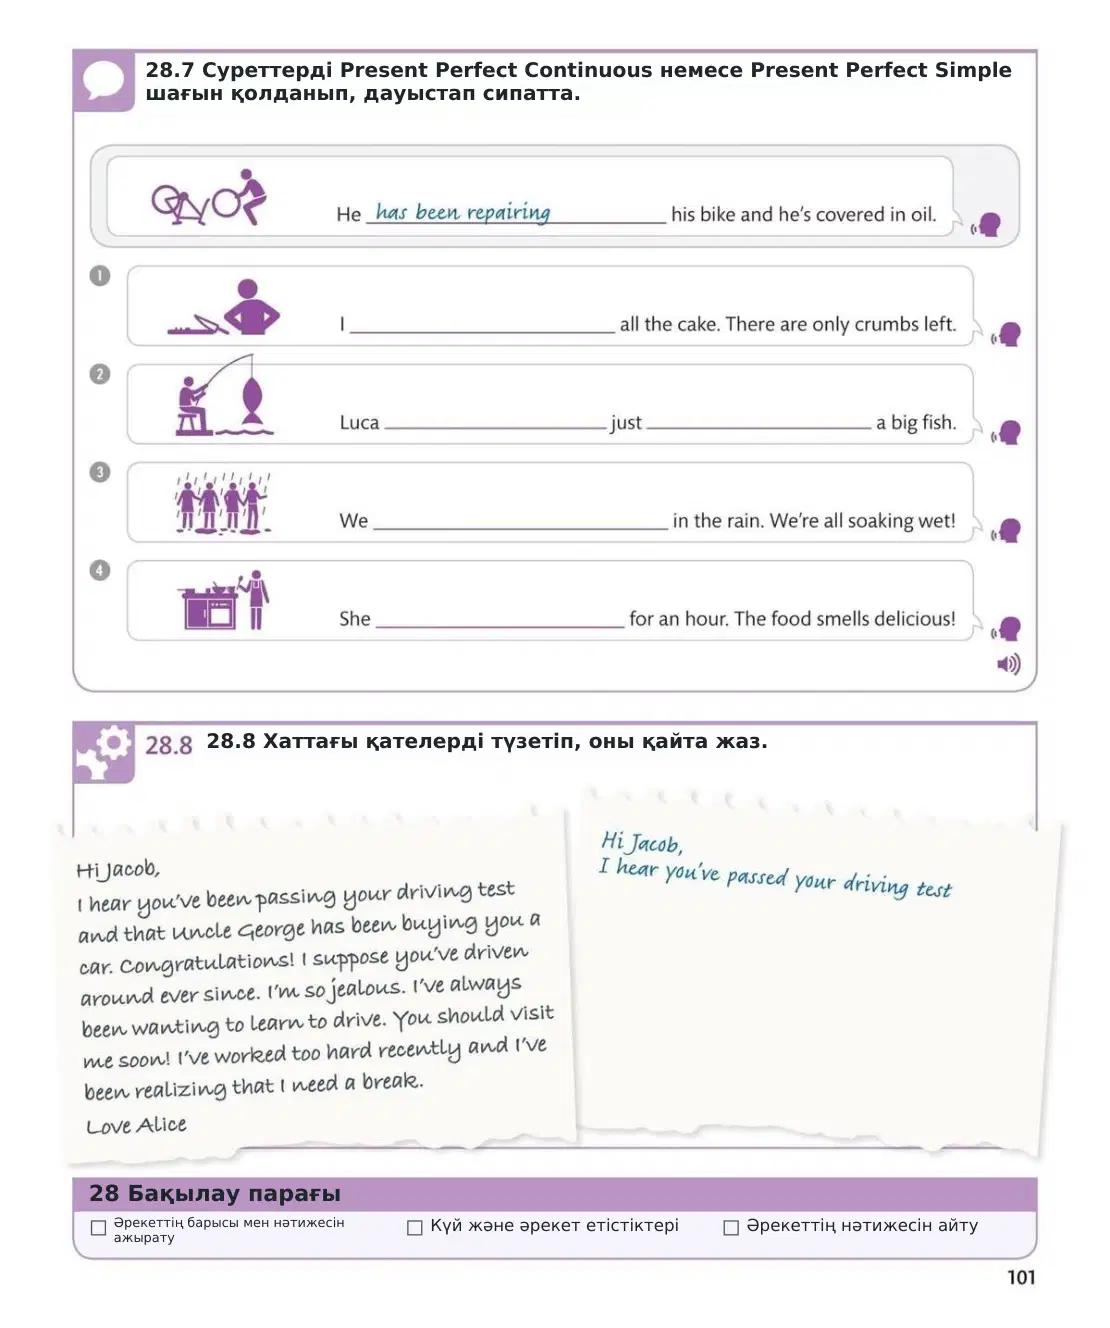 28.7 Суреттерді Present Perfect Continuous немесе Present Perfect Simple
шағын қолданып, дауыстап сипатта.
He has been repairing his bike and he's covered in oil.
1
I ____ all the cake. There are only crumbs left.
2
Luca ____ just ____ a big fish.
3
We ____ in the rain. We're all soaking wet!
4
She ____ for an hour. The food smells delicious!
28.8 28.8 Хаттағы қателерді түзетіп, оны қайта жаз.
Hi Jacob,
I hear you've been passing your driving test
and that Uncle George has been buying you a
car. Congratulations! I suppose you've driven
around ever since. I'm so jealous. I've always
been wanting to learn to drive. You should visit
me soon! I've worked too hard recently and I've
been realizing that I need a break.
Love Alice
Hi Jacob,
I hear you've passed your driving test
28 Бақылау парағы
Әрекеттің барысы мен нәтижесін
ажырату
Күй және әрекет етістіктері
Әрекеттің нәтижесін айту
101